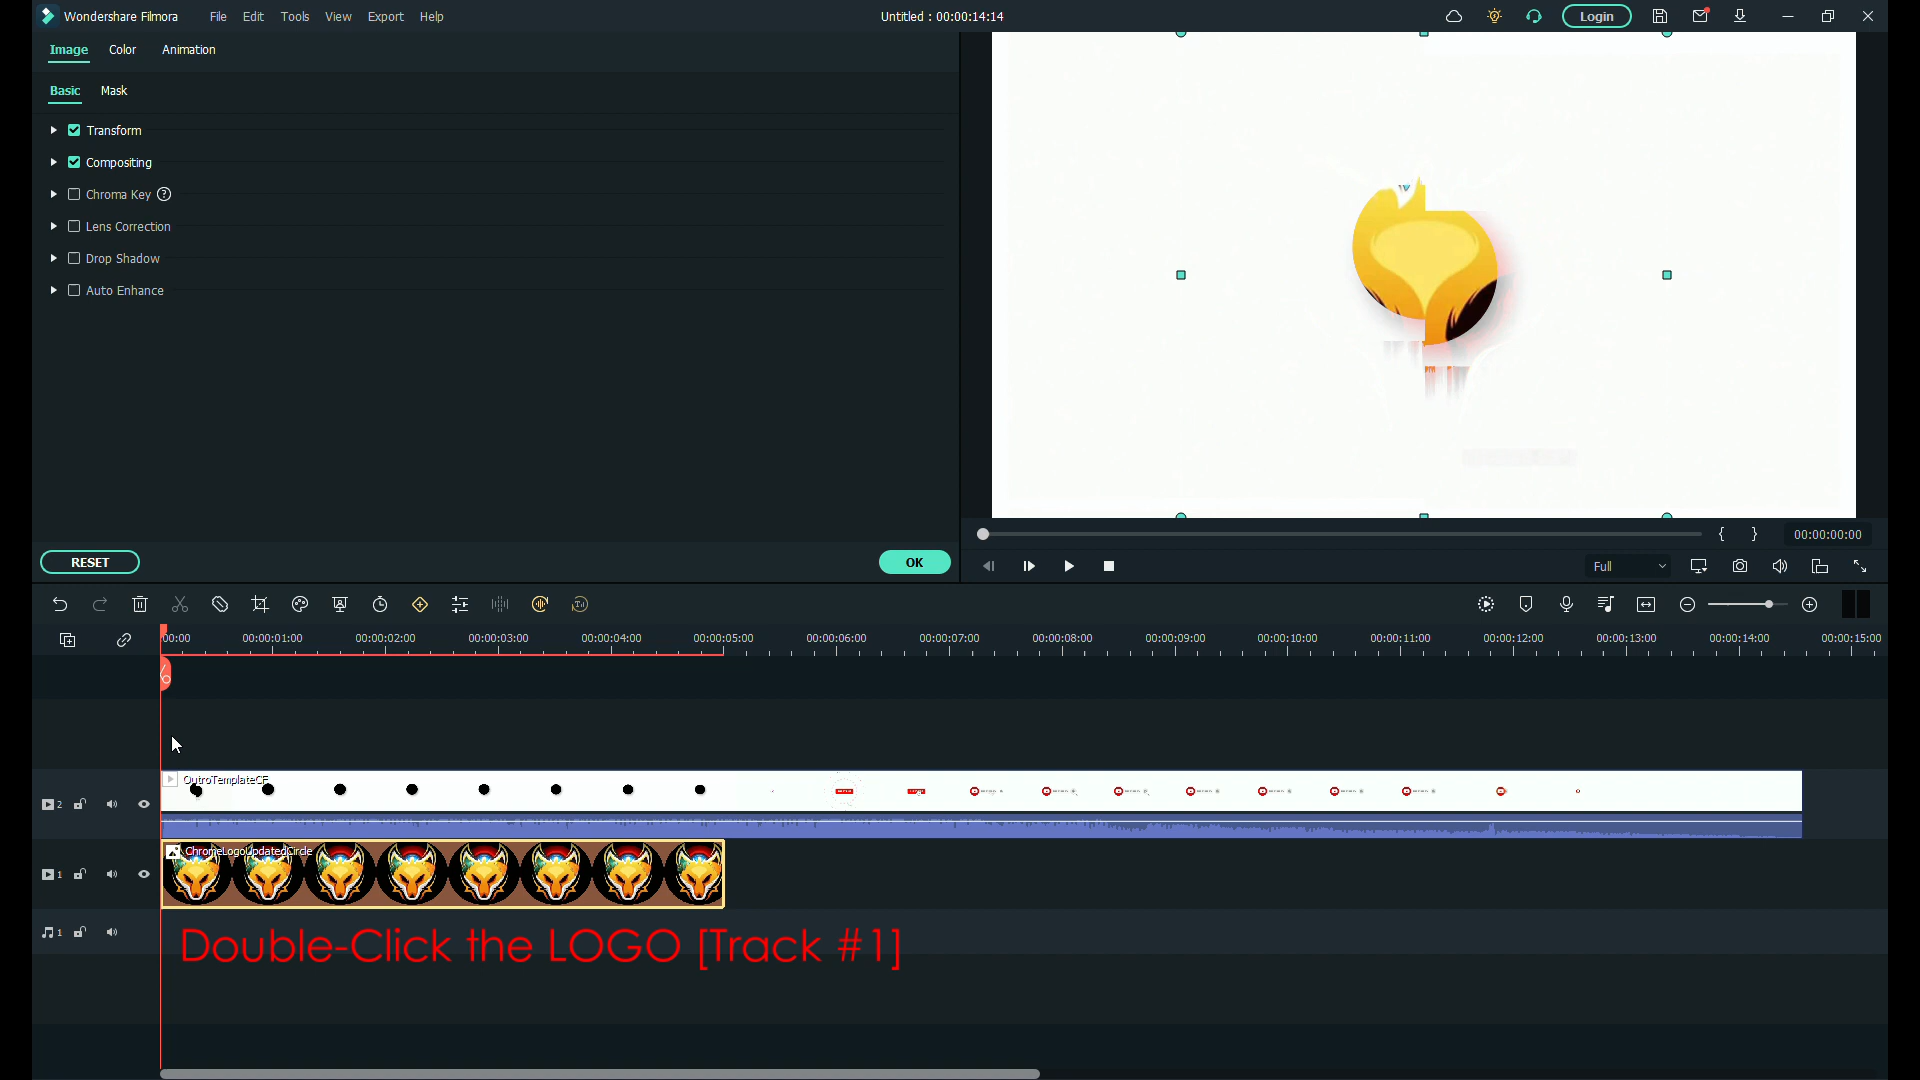 Wondershare Filmora File Edit Tools View Export Help Untitled : 00:00:14:14 Login
Image Color Animation
Basic Mask
Transform
Compositing
Chroma Key ?
Lens Correction
Drop Shadow
Auto Enhance
RESET OK
{ } 00:00:00:00
Full
00:00 00:00:01:00 00:00:02:00 00:00:03:00 00:00:04:00 00:00:05:00 00:00:06:00 00:00:07:00 00:00:08:00 00:00:09:00 00:00:10:00 00:00:11:00 00:00:12:00 00:00:13:00 00:00:14:00 00:00:15:00
OutroTemplateCF
2
ChromeLogoUpdatedCircle
1
1
Double-Click the LOGO [Track #1]